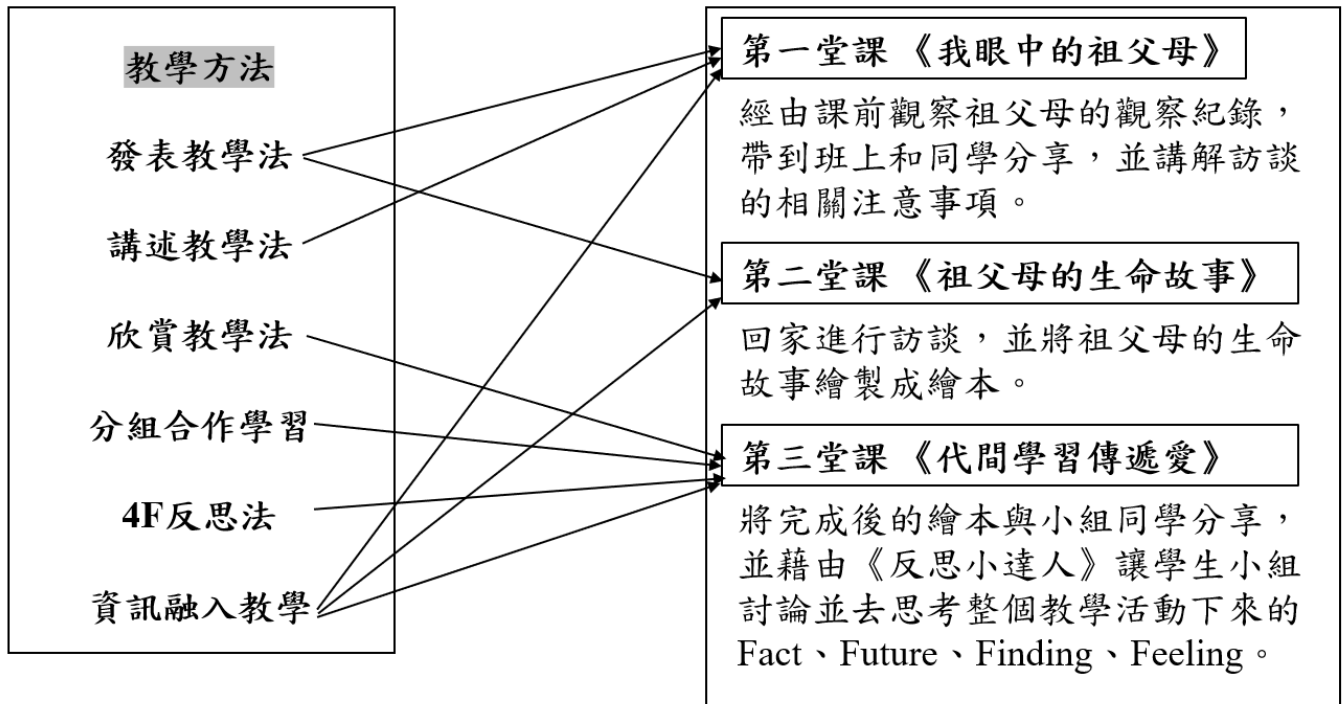 教學方法
發表教學法
講述教學法
欣賞教學法
分組合作學習
4F反思法
資訊融入教學
第一堂課 《我眼中的祖父母》
經由課前觀察祖父母的觀察紀錄，
帶到班上和同學分享，並講解訪談
的相關注意事項。
第二堂課 《祖父母的生命故事》
回家進行訪談，並將祖父母的生命
故事繪製成繪本。
第三堂課 《代間學習傳遞愛》
將完成後的繪本與小組同學分享，
並藉由《反思小達人》讓學生小組
討論並去思考整個教學活動下來的
Fact、Future、Finding、Feeling。